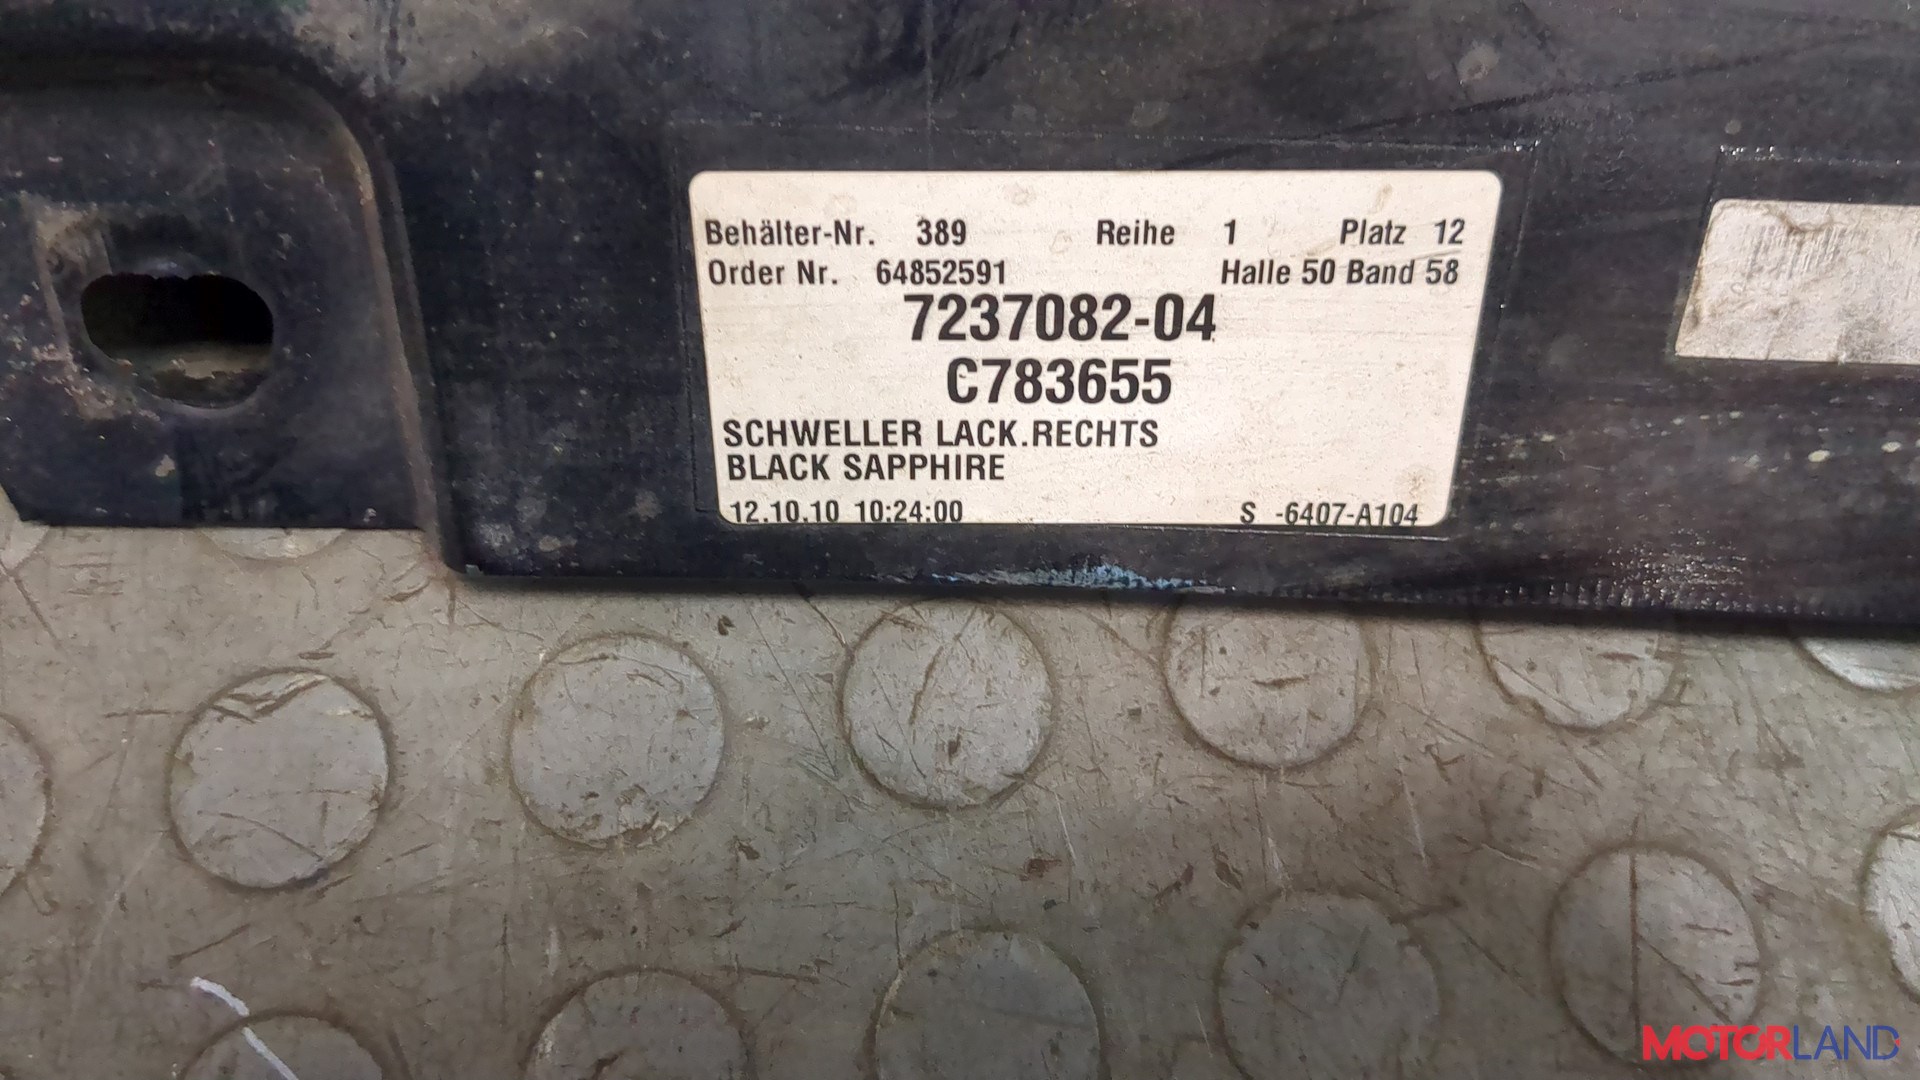 Behälter-Nr. 389 Reihe 1 Platz 12
Order Nr. 64852591 Halle 50 Band 58
7237082-04
C783655
SCHWELLER LACK.RECHTS
BLACK SAPPHIRE
12.10.10 10:24:00 S -6407-A104
MOTORLAND